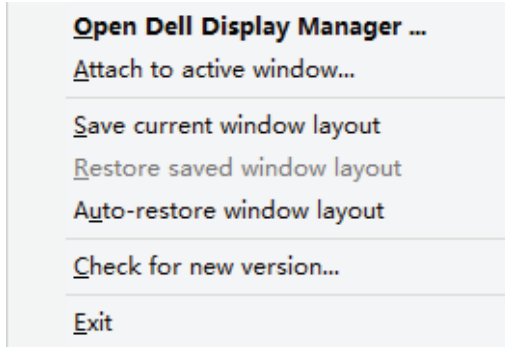 Open Dell Display Manager ...
Attach to active window...
Save current window layout
Restore saved window layout
Auto-restore window layout
Check for new version...
Exit